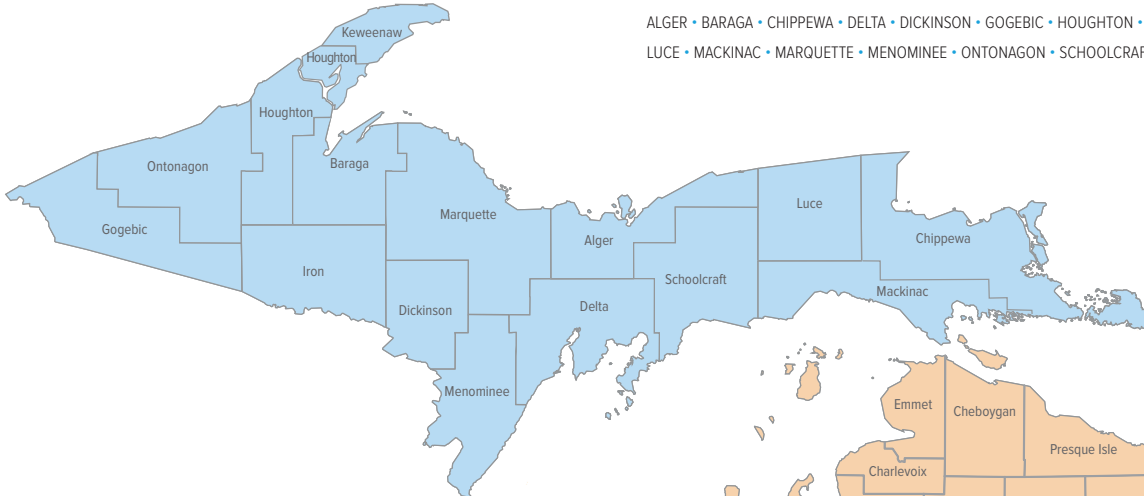 ALGER • BARAGA • CHIPPEWA • DELTA • DICKINSON • GOGEBIC • HOUGHTON •
LUCE • MACKINAC • MARQUETTE • MENOMINEE • ONTONAGON • SCHOOLCRAF
Keweenaw
Houghton
Houghton
Ontonagon
Baraga
Gogebic
Marquette
Iron
Alger
Luce
Chippewa
Schoolcraft
Mackinac
Dickinson
Delta
Menominee
Emmet
Cheboygan
Presque Isle
Charlevoix